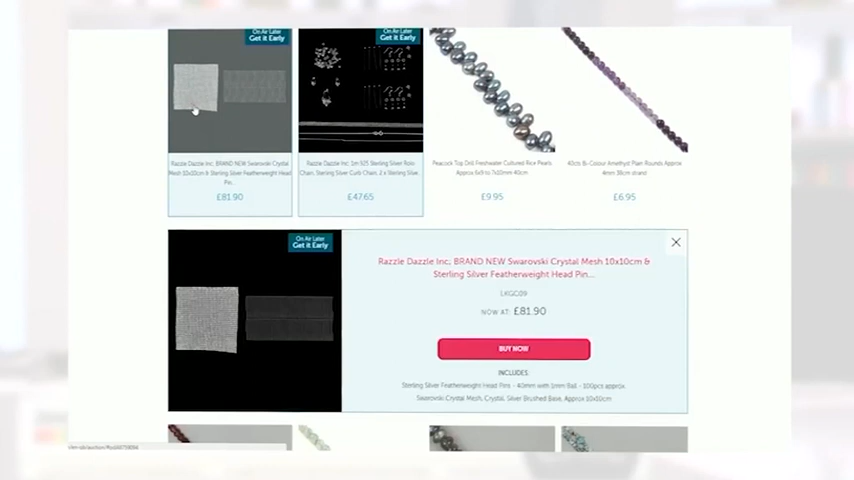 On Air Later
Get it Early
On Air Later
Get it Early
Razzle Dazzle Inc; BRAND NEW Swarovski Crystal
Mesh 10x10cm & Sterling Silver Featherweight Head
Pin...
£81.90
Razzle Dazzle Inc; 1m 925 Sterling Silver Rolo
Chain, Sterling Silver Curb Chain, 2 x Sterling Silve
£47.65
Peacock Top Drill Freshwater Cultured Rice Pearls
Approx 6x9 to 7x10mm 40cm
£9.95
40cts Bi-Colour Amethyst Plain Rounds Approx
4mm 38cm strand
£6.95
On Air Later
Get it Early
Razzle Dazzle Inc; BRAND NEW Swarovski Crystal Mesh 10x10cm &
Sterling Silver Featherweight Head Pin...
LKGC09
NOW AT: £81.90
BUY NOW
INCLUDES:
Sterling Silver Featherweight Head Pins - 40mm with 1mm Ball - 100pcs approx
Swarovski Crystal Mesh, Crystal, Silver Brushed Base, Approx 10x10cm